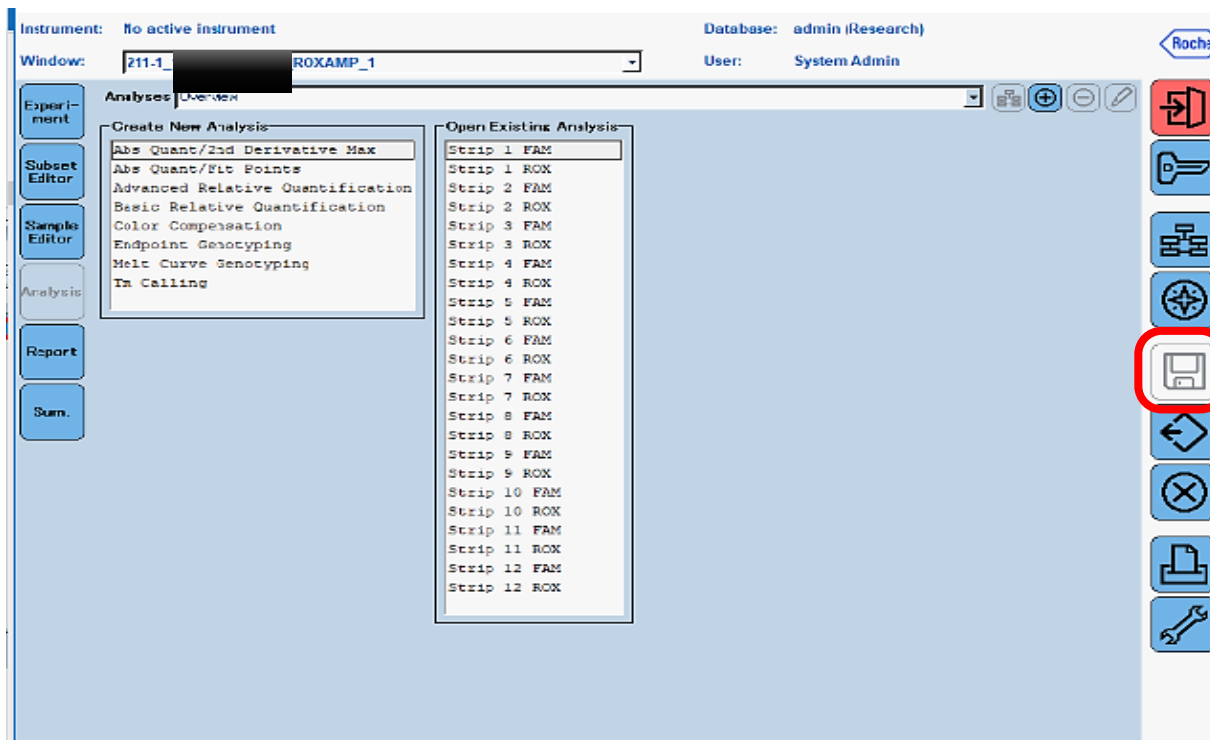 Instrument: No active instrument Database: admin (Research)
Window: 211-1_ ROXAMP_1 User: System Admin
Roche
Experi-
ment
Subset
Editor
Sample
Editor
Analysis
Report
Sum.
Analyses Overview
Create New Analysis
Abs Quant/2nd Derivative Max
Abs Quant/Fit Points
Advanced Relative Quantification
Basic Relative Quantification
Color Compensation
Endpoint Genotyping
Melt Curve Genotyping
Tm Calling
Open Existing Analysis
Strip 1 FAM
Strip 1 ROX
Strip 2 FAM
Strip 2 ROX
Strip 3 FAM
Strip 3 ROX
Strip 4 FAM
Strip 4 ROX
Strip 5 FAM
Strip 5 ROX
Strip 6 FAM
Strip 6 ROX
Strip 7 FAM
Strip 7 ROX
Strip 8 FAM
Strip 8 ROX
Strip 9 FAM
Strip 9 ROX
Strip 10 FAM
Strip 10 ROX
Strip 11 FAM
Strip 11 ROX
Strip 12 FAM
Strip 12 ROX